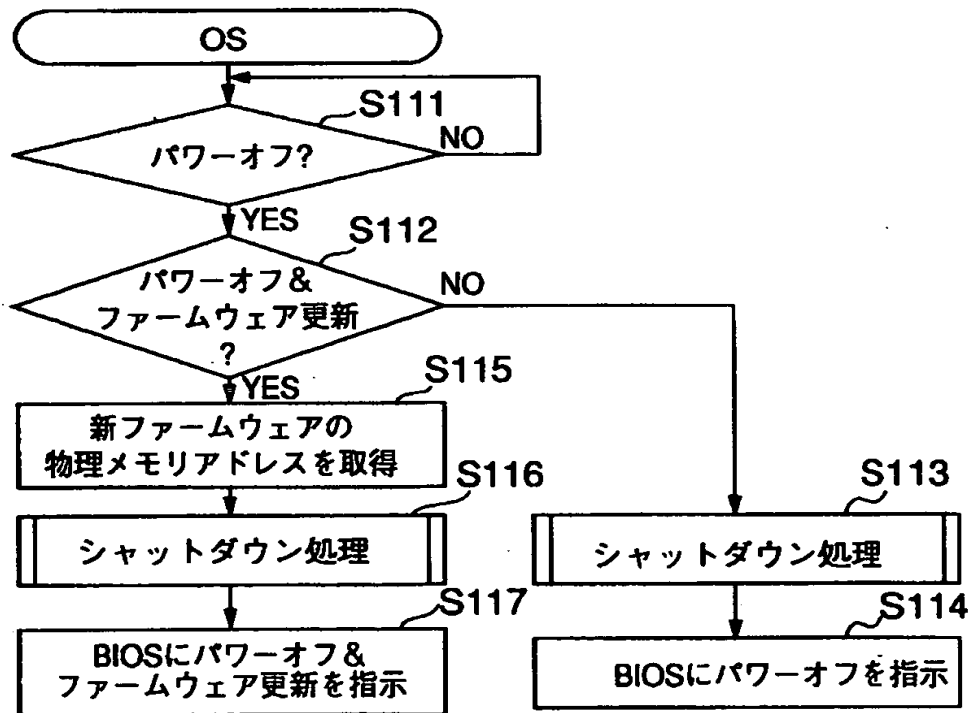 OS
S111
パワーオフ?
NO
YES
S112
パワーオフ&
ファームウェア更新
?
NO
YES
S115
新ファームウェアの
物理メモリアドレスを取得
S116
シャットダウン処理
S113
シャットダウン処理
S117
BIOSにパワーオフ&
ファームウェア更新を指示
S114
BIOSにパワーオフを指示